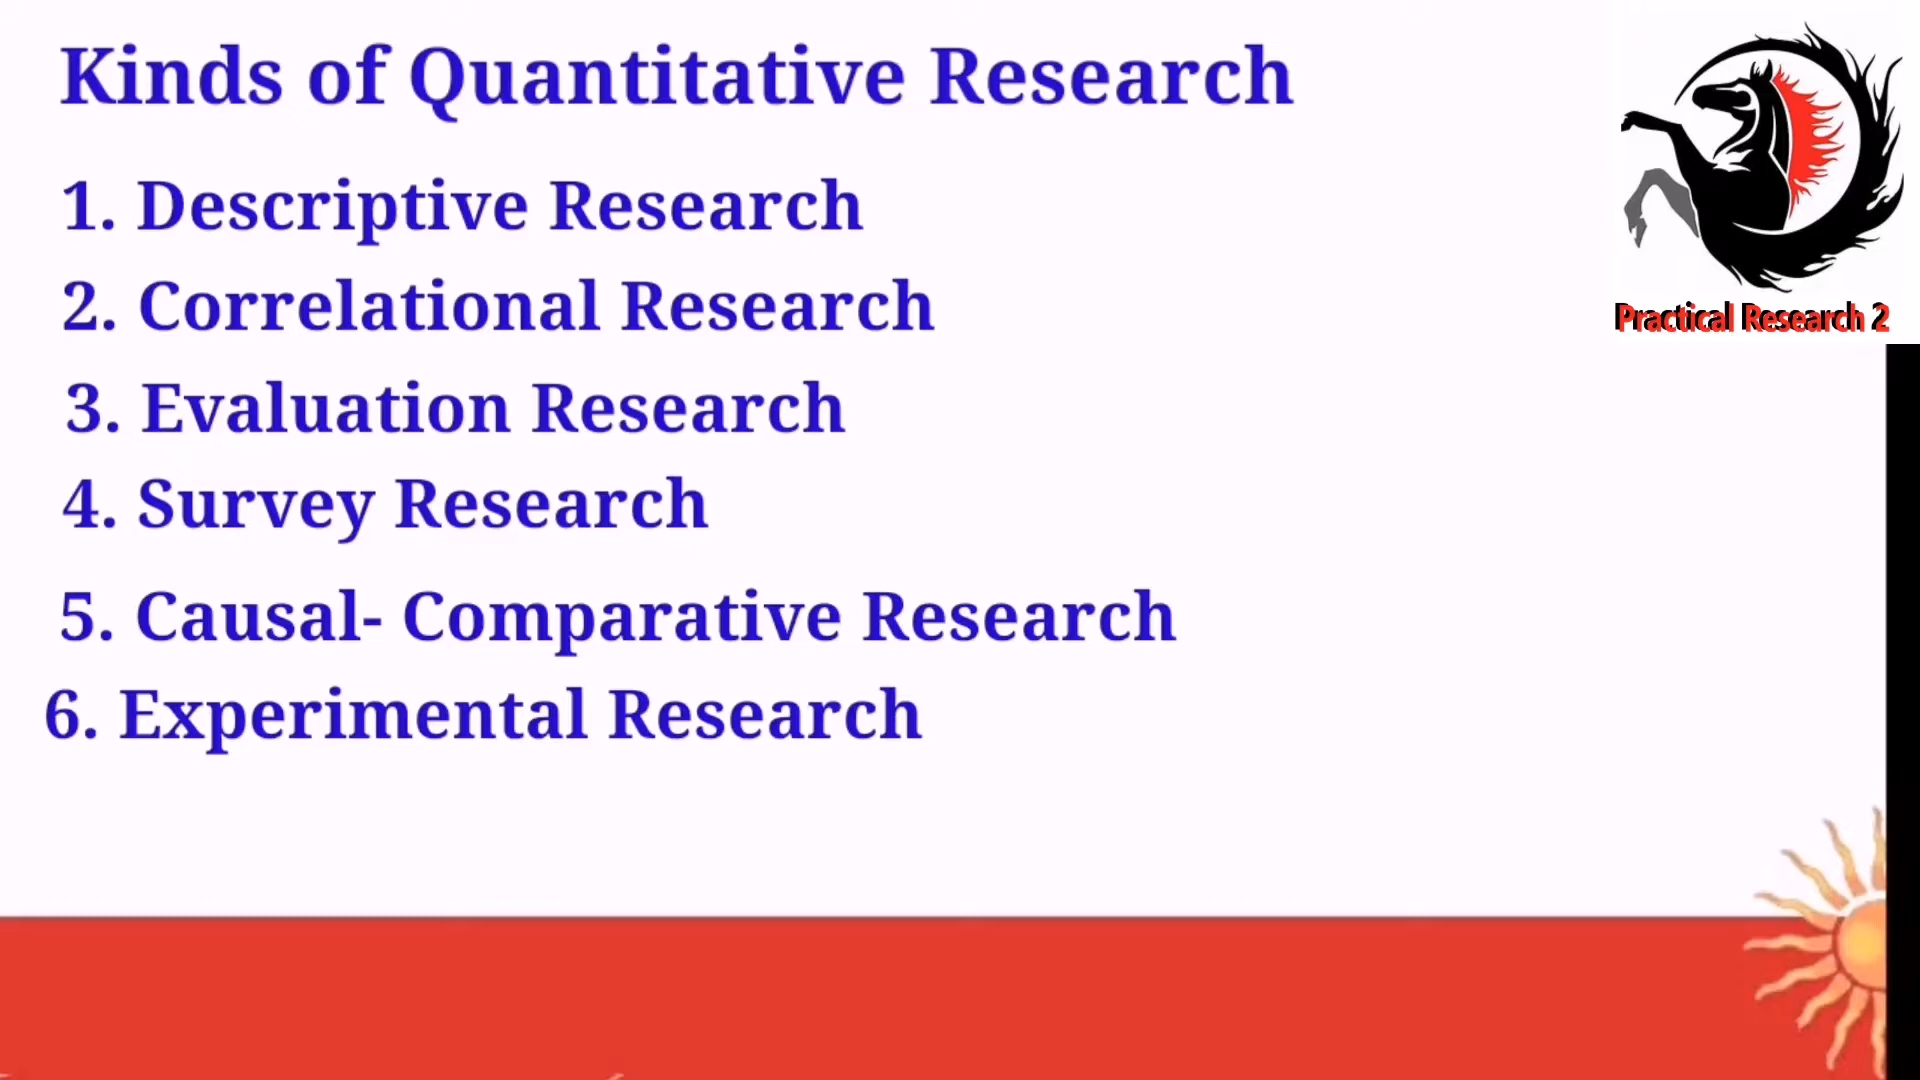 Kinds of Quantitative Research
1. Descriptive Research
2. Correlational Research
3. Evaluation Research
4. Survey Research
5. Causal- Comparative Research
6. Experimental Research
Practical Research 2